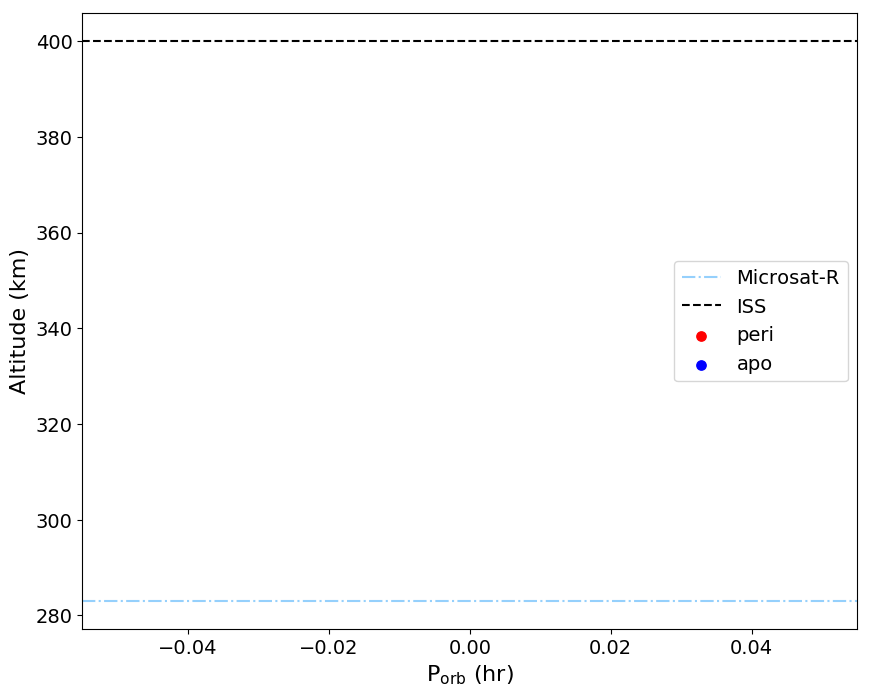 400
380
360
340
320
300
280
Altitude (km)
Microsat-R
ISS
peri
apo
−0.04
−0.02
0.00
0.02
0.04
P_orb (hr)